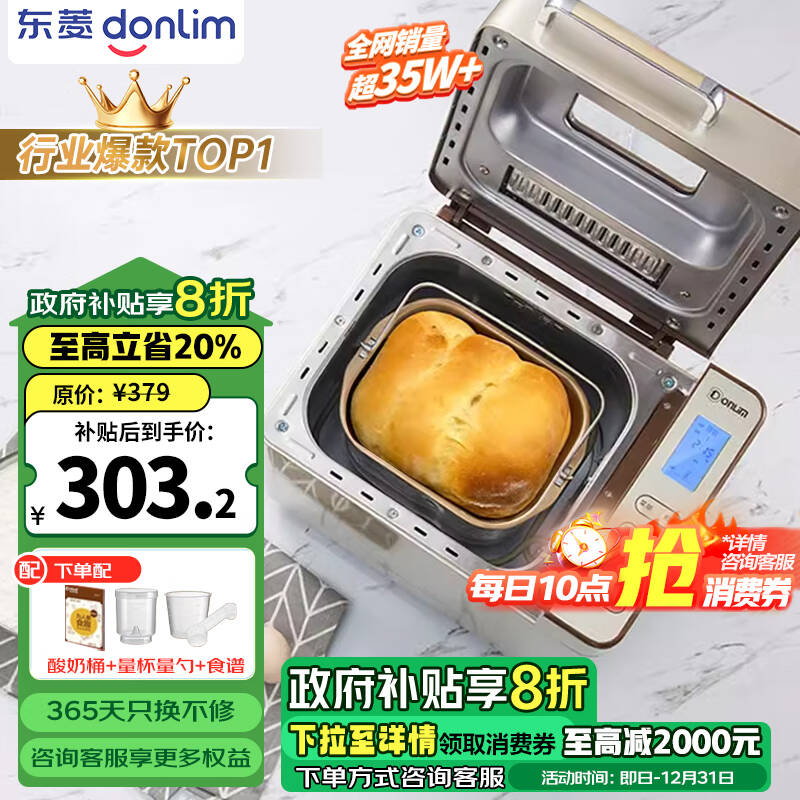 东菱donlim
全网销量
超35W+
行业爆款TOP1
政府补贴享8折
至高立省20%
原价：¥379
补贴后到手价：
¥303.2
DONLIM
配 下单配
酸奶桶+量杯量勺+食谱
365天只换不修
咨询客服享更多权益
每日10点
抢
*详情
咨询客服
消费券
政府补贴享8折
下拉至详情领取消费券 至高减2000元
下单方式咨询客服
活动时间：即日-12月31日